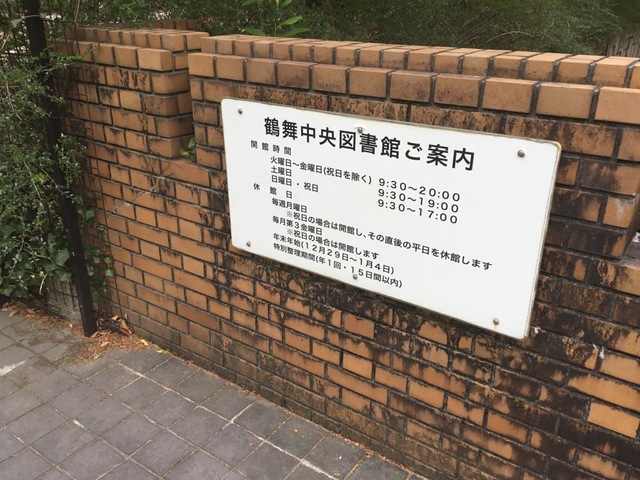 鶴舞中央図書館ご案内
開館時間
火曜日～金曜日(祝日を除く) 9:30～20:00
土曜日 9:30～19:00
日曜日・祝日 9:30～17:00
休館日
毎週月曜日
※祝日の場合は開館し、その直後の平日を休館します
毎月第3金曜日
※祝日の場合は開館します
年末年始(12月29日～1月4日)
特別整理期間(年1回・15日間以内)